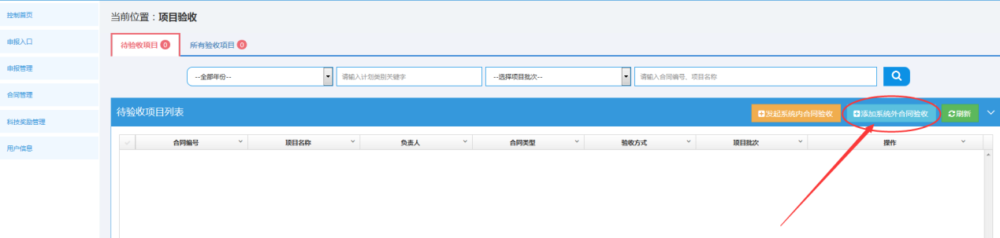 控制首页
申报入口
申报管理
合同管理
科技奖励管理
用户信息
当前位置：项目验收
待验收项目 0 所有验收项目 0
--全部年份-- 请输入计划类别关键字 --选择项目批次-- 请输入合同编号、项目名称
待验收项目列表 发起系统内合同验收 添加系统外合同验收 刷新
合同编号 项目名称 负责人 合同类型 验收方式 项目批次 操作